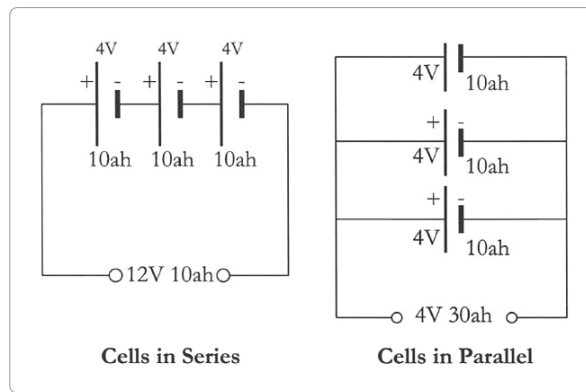 4V 4V 4V
+ - + - + -
10ah 10ah 10ah
12V 10ah
Cells in Series
4V 10ah
+ -
4V 10ah
+ -
4V 10ah
4V 30ah
Cells in Parallel